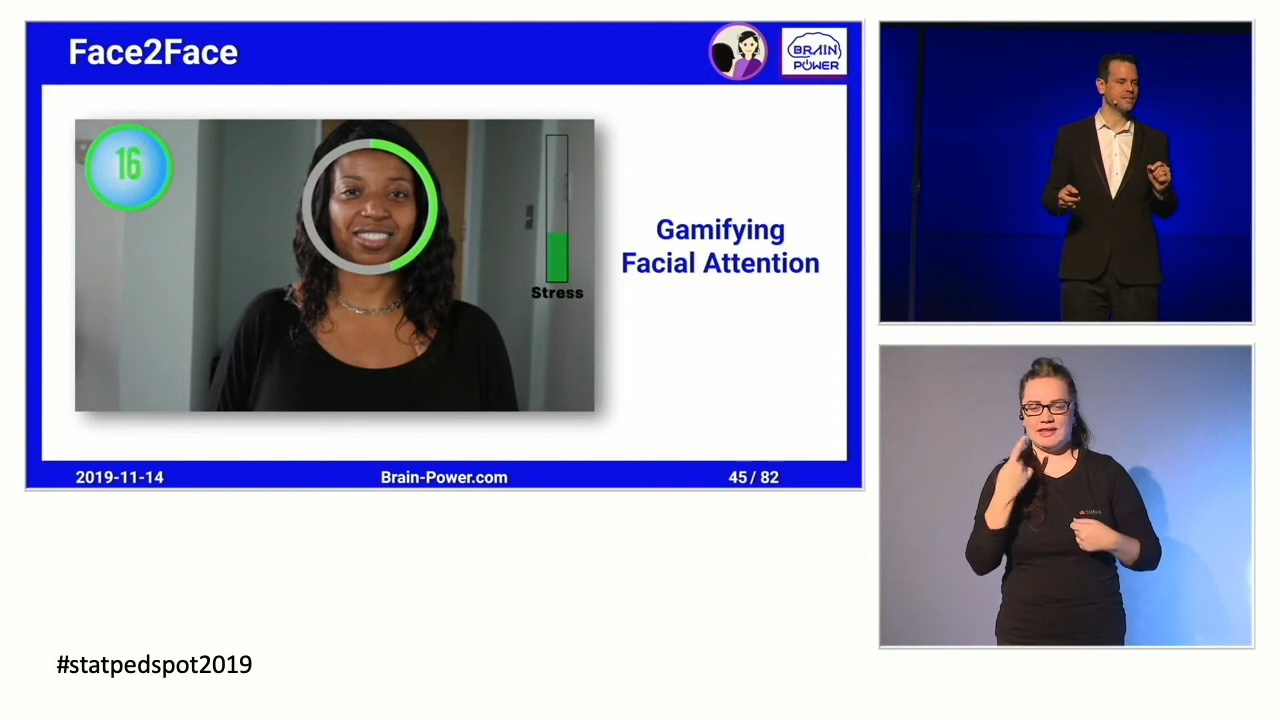 Face2Face
BRAIN
POWER
16
Stress
Gamifying
Facial Attention
2019-11-14
Brain-Power.com
45 / 82
#statpedspot2019